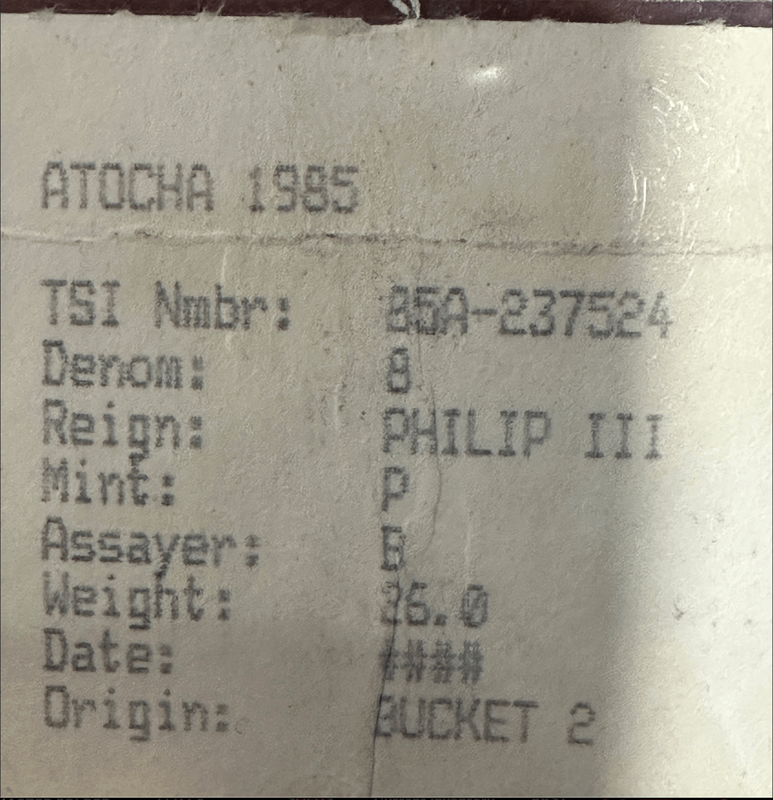 ATOCHA 1985
TSI Nmbr: 85A-237524
Denom: 8
Reign: PHILIP III
Mint: P
Assayer:
Weight: 26.0
Date: ####
Origin: BUCKET 2